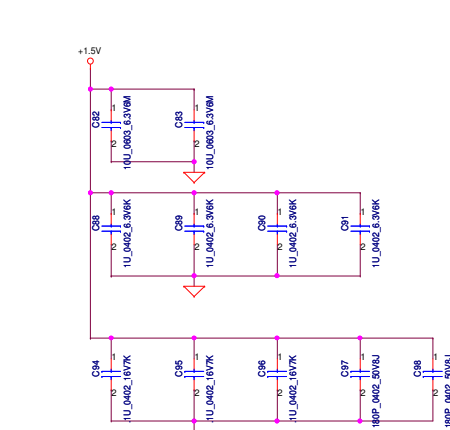 +1.5V
C82
1
2
10U_0603_6.3V6M
C83
1
2
10U_0603_6.3V6M
C88
1
2
1U_0402_6.3V6K
C89
1
2
1U_0402_6.3V6K
C90
1
2
1U_0402_6.3V6K
C91
1
2
1U_0402_6.3V6K
C94
1
2
.1U_0402_16V7K
C95
1
2
.1U_0402_16V7K
C96
1
2
.1U_0402_16V7K
C97
1
2
180P_0402_50V8J
C98
1
2
180P_0402_50V8J